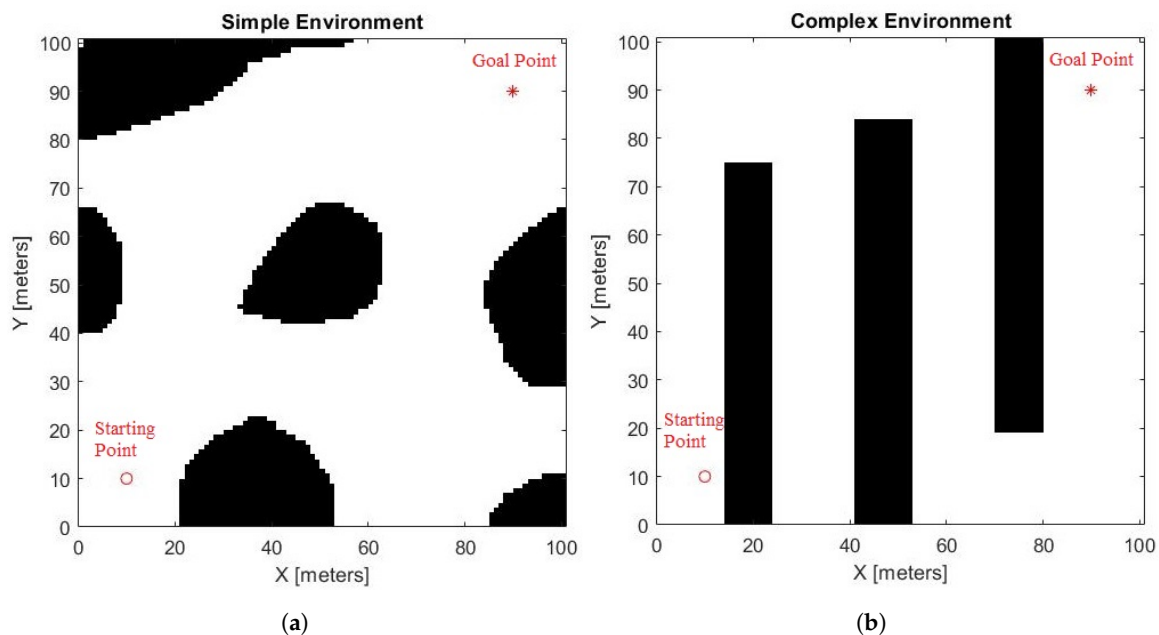 Simple Environment
100
90
80
70
60
50
40
30
20
10
0
0 20 40 60 80 100
X [meters]
Y [meters]
Goal Point
Starting
Point
(a)
Complex Environment
100
90
80
70
60
50
40
30
20
10
0
0 20 40 60 80 100
X [meters]
Y [meters]
Goal Point
Starting
Point
(b)